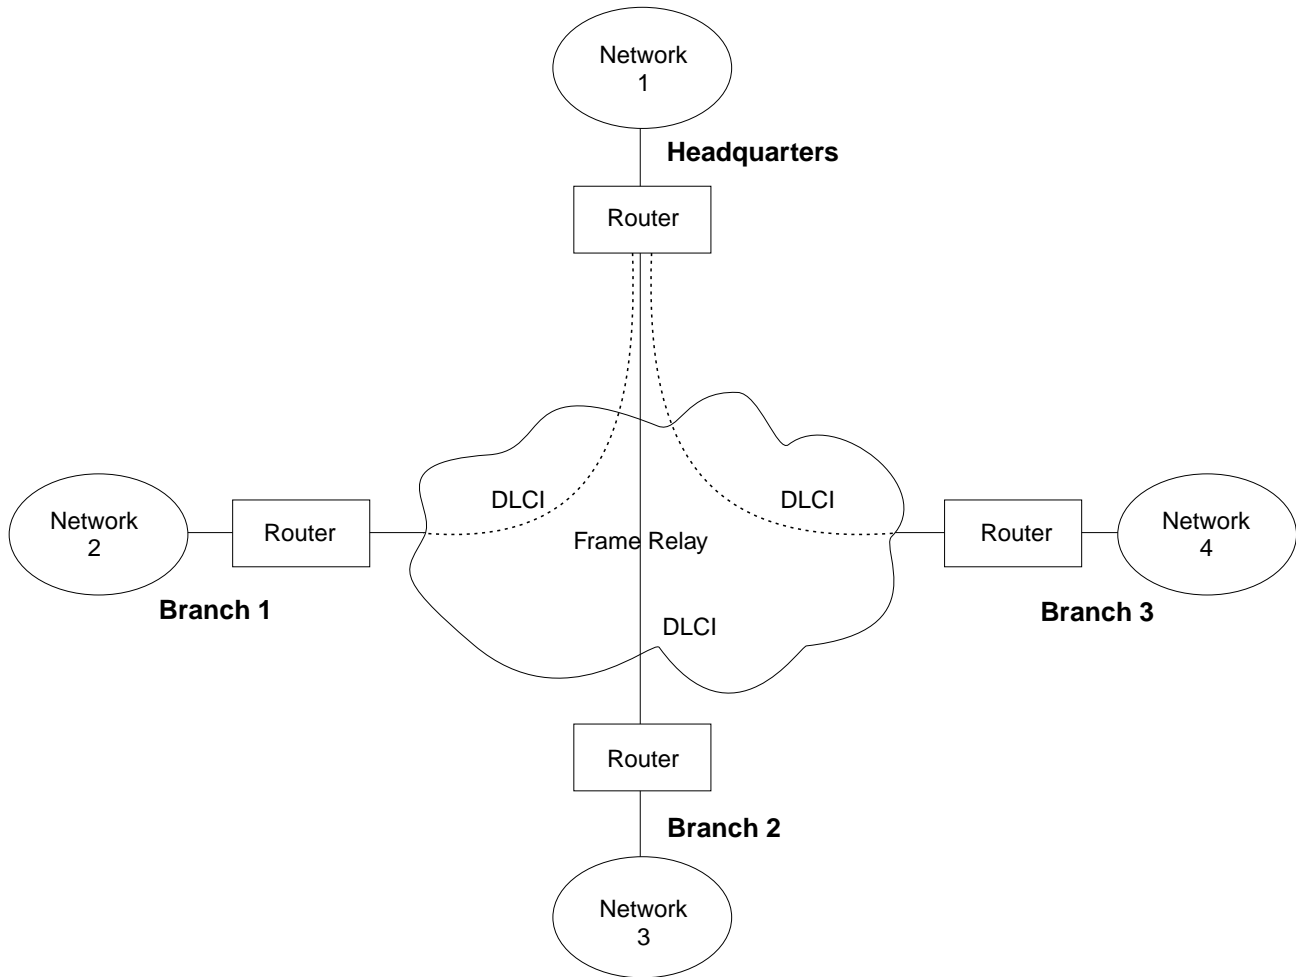 Network
1
Headquarters
Router
DLCI
DLCI
Network
2
Router
Frame Relay
Router
Network
4
Branch 1
Branch 3
DLCI
Router
Branch 2
Network
3